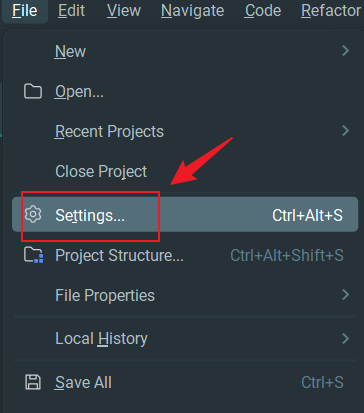 File Edit View Navigate Code Refactor
New
Open...
Recent Projects
Close Project
Settings... Ctrl+Alt+S
Project Structure... Ctrl+Alt+Shift+S
File Properties
Local History
Save All Ctrl+S